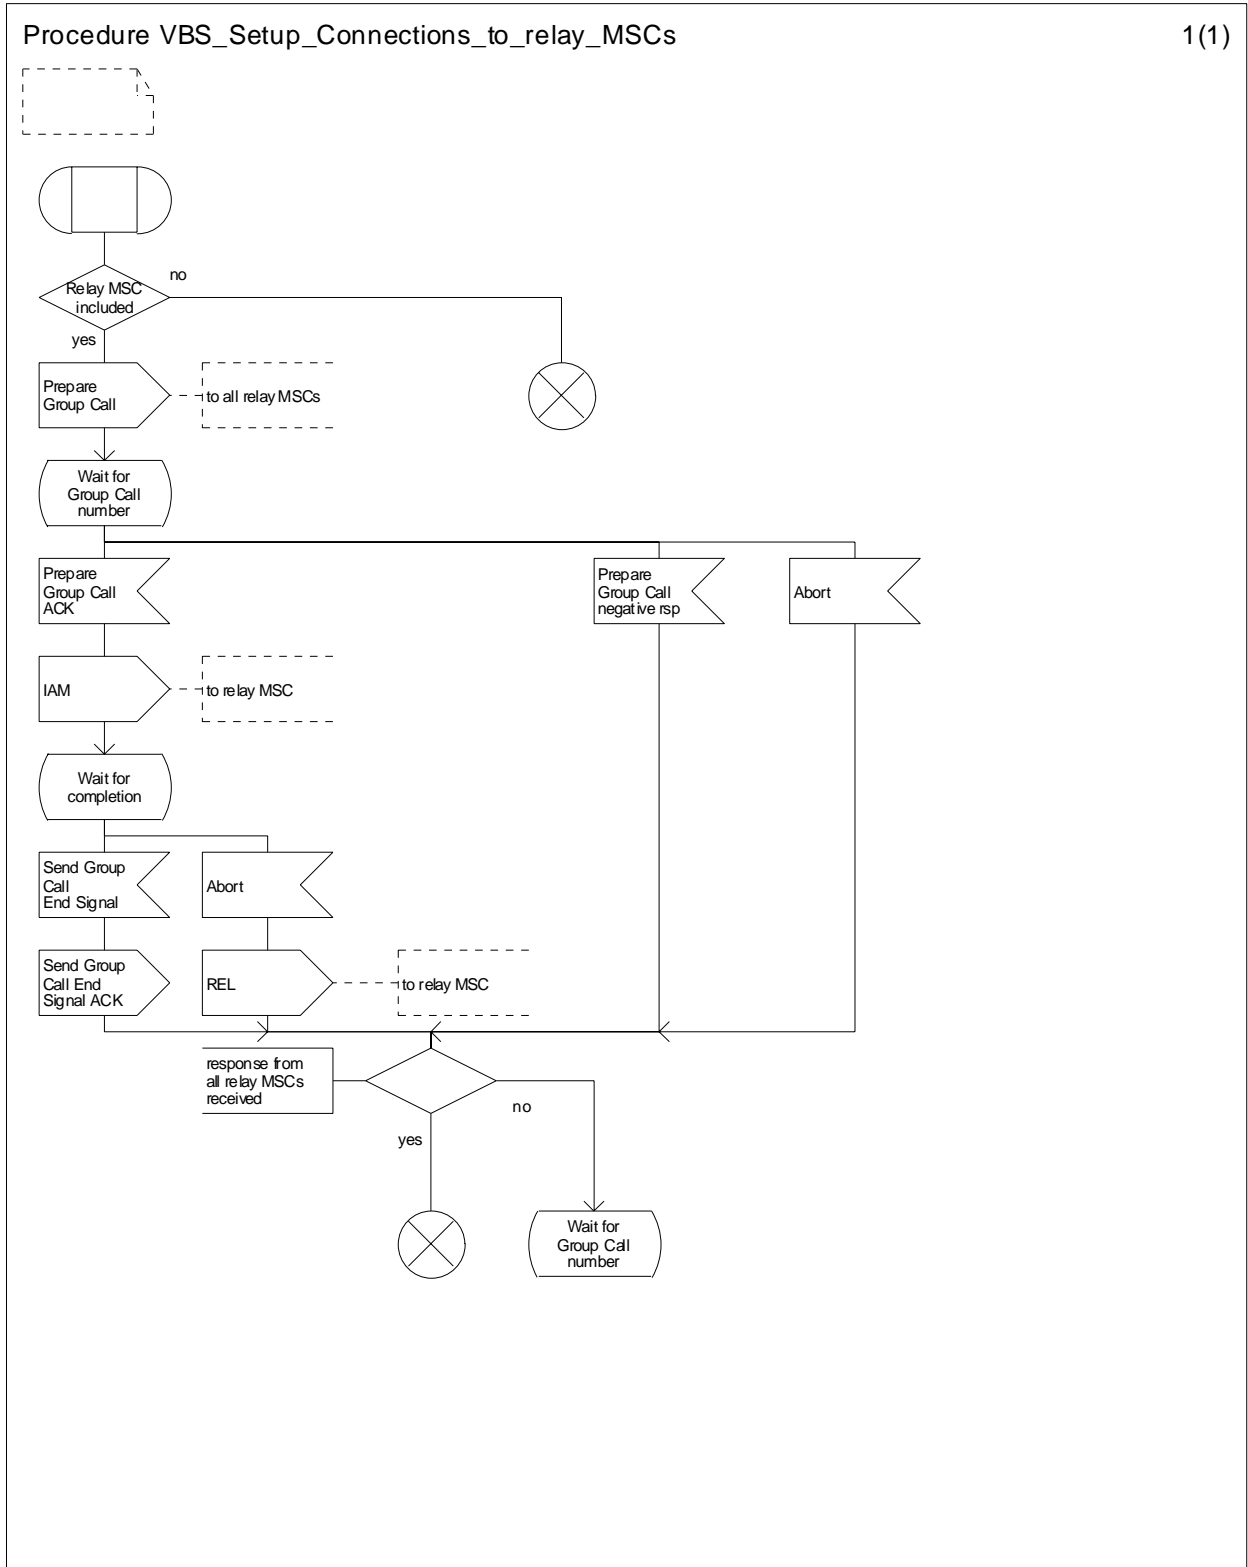 Procedure VBS_Setup_Connections_to_relay_MSCs
1(1)
Relay MSC
included
no
yes
Prepare
Group Call
to all relay MSCs
Wait for
Group Call
number
Prepare
Group Call
ACK
Prepare
Group Call
negative rsp
Abort
IAM
to relay MSC
Wait for
completion
Send Group
Call
End Signal
Abort
Send Group
Call End
Signal ACK
REL
to relay MSC
response from
all relay MSCs
received
no
yes
Wait for
Group Call
number